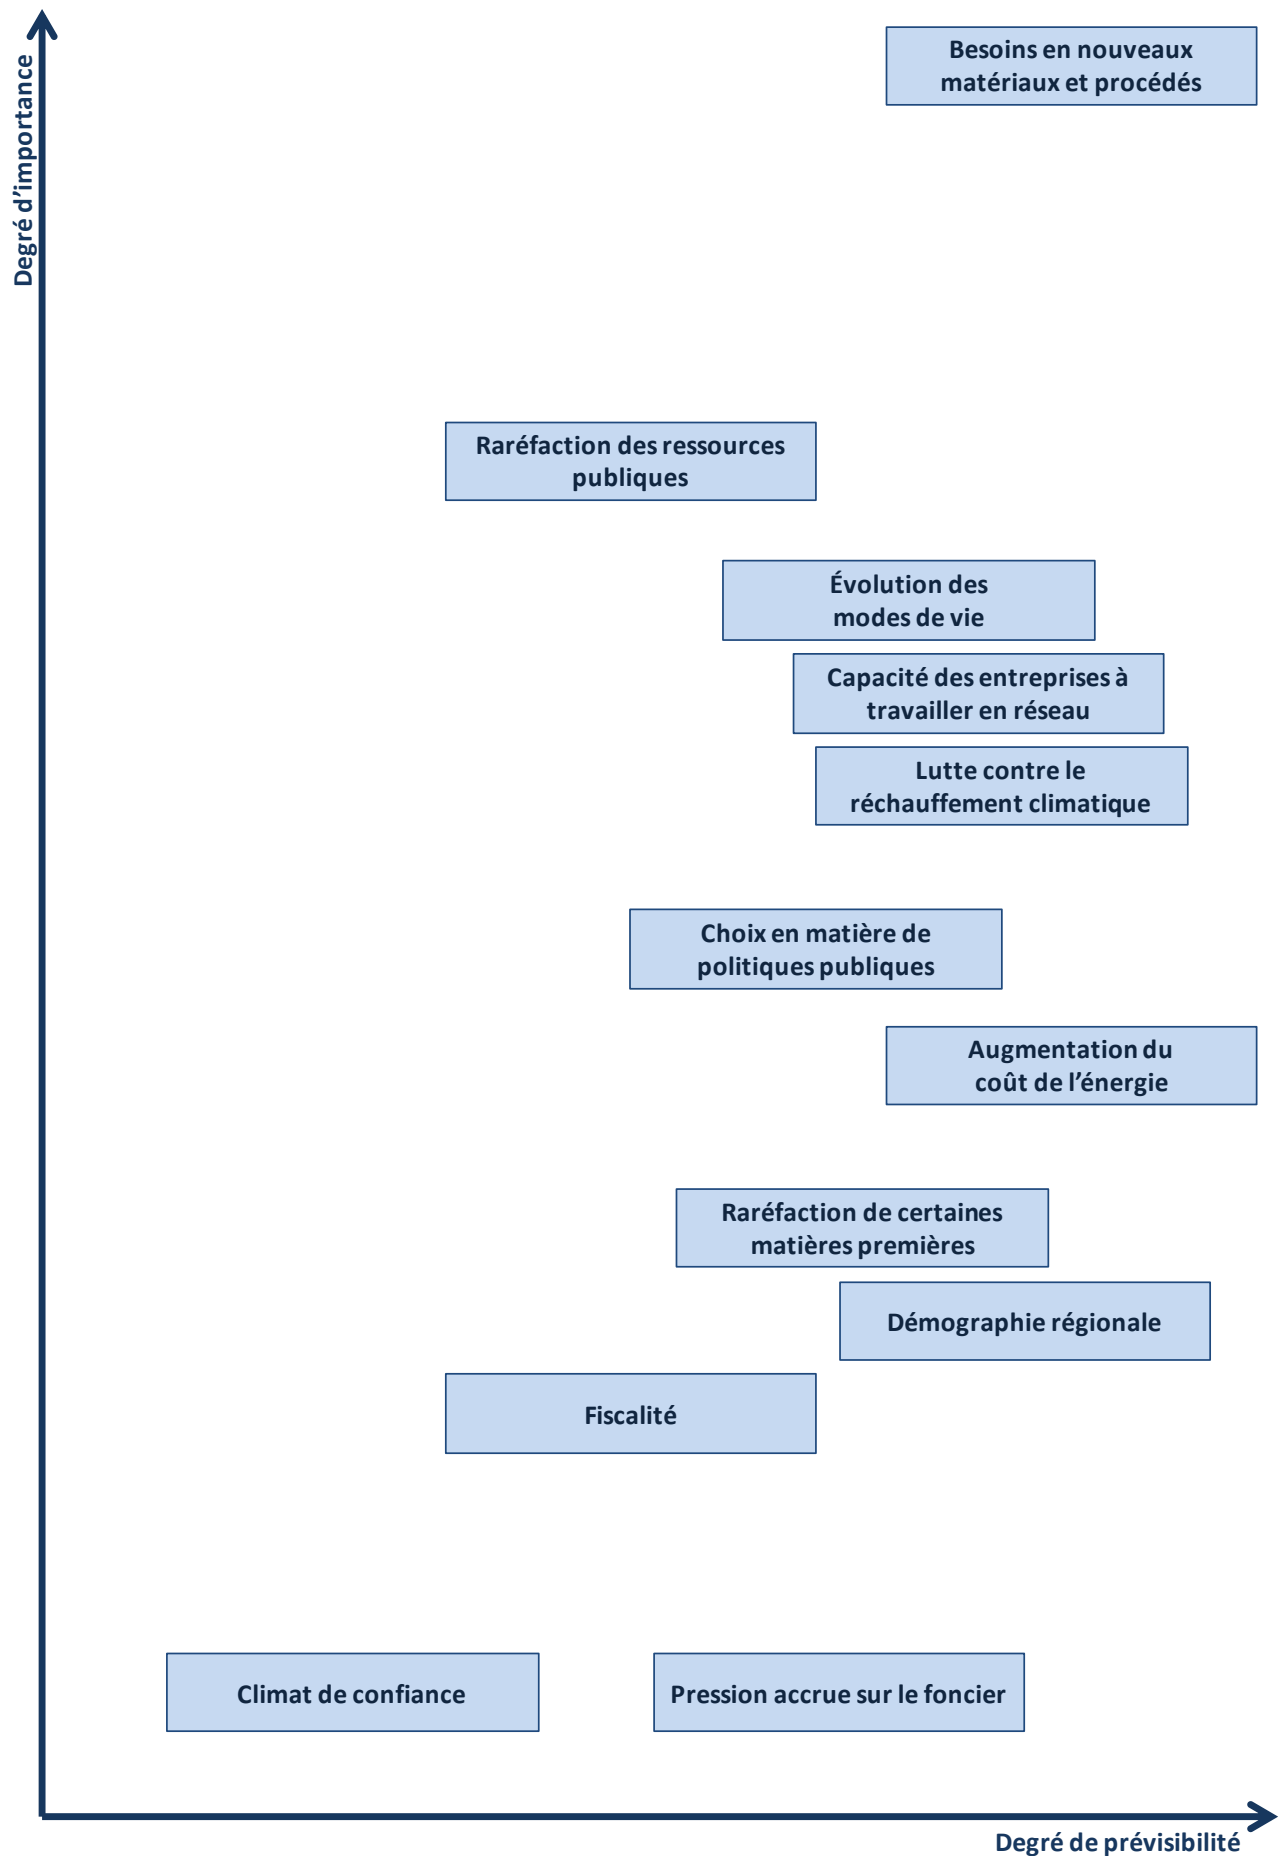 Degré d’importance
Besoins en nouveaux
matériaux et procédés
Raréfaction des ressources
publiques
Évolution des
modes de vie
Capacité des entreprises à
travailler en réseau
Lutte contre le
réchauffement climatique
Choix en matière de
politiques publiques
Augmentation du
coût de l’énergie
Raréfaction de certaines
matières premières
Démographie régionale
Fiscalité
Climat de confiance
Pression accrue sur le foncier
Degré de prévisibilité